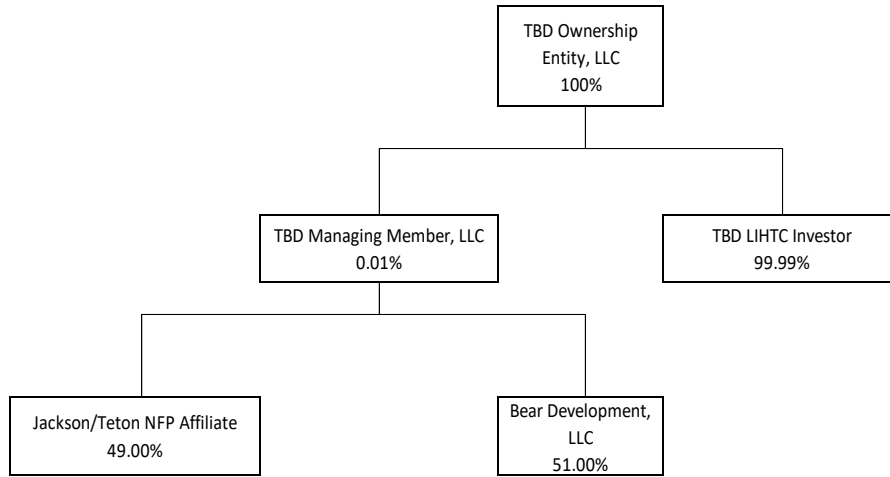 TBD Ownership
Entity, LLC
100%
TBD Managing Member, LLC
0.01%
TBD LIHTC Investor
99.99%
Jackson/Teton NFP Affiliate
49.00%
Bear Development,
LLC
51.00%